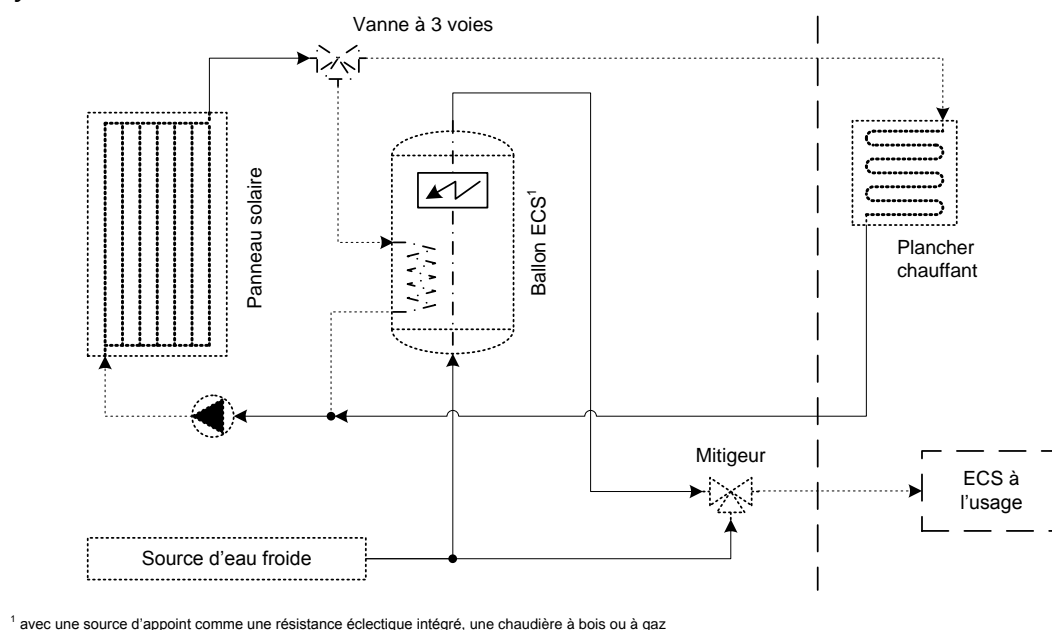 Vanne à 3 voies
Panneau solaire
Ballon ECS¹
Plancher
chauffant
Mitigeur
ECS à
l'usage
Source d'eau froide
¹ avec une source d'appoint comme une résistance éclectique intégré, une chaudière à bois ou à gaz